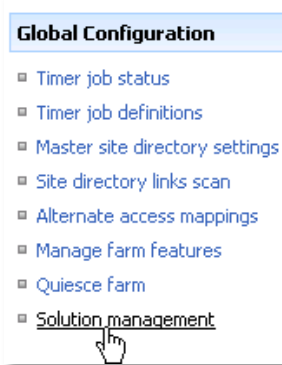 Global Configuration
Timer job status
Timer job definitions
Master site directory settings
Site directory links scan
Alternate access mappings
Manage farm features
Quiesce farm
Solution management